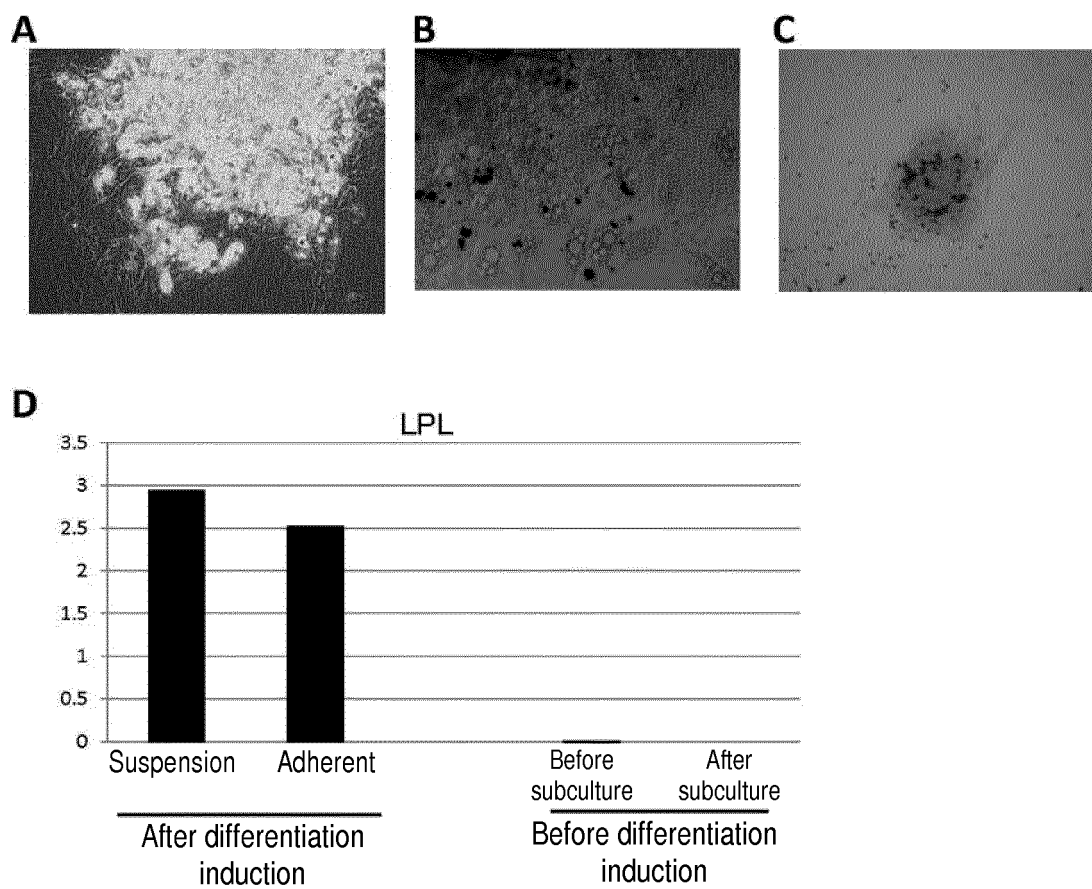 A
B
C
D
LPL
3.5
3
2.5
2
1.5
1
0.5
0
Suspension
Adherent
Before
subculture
After
subculture
After differentiation
induction
Before differentiation
induction